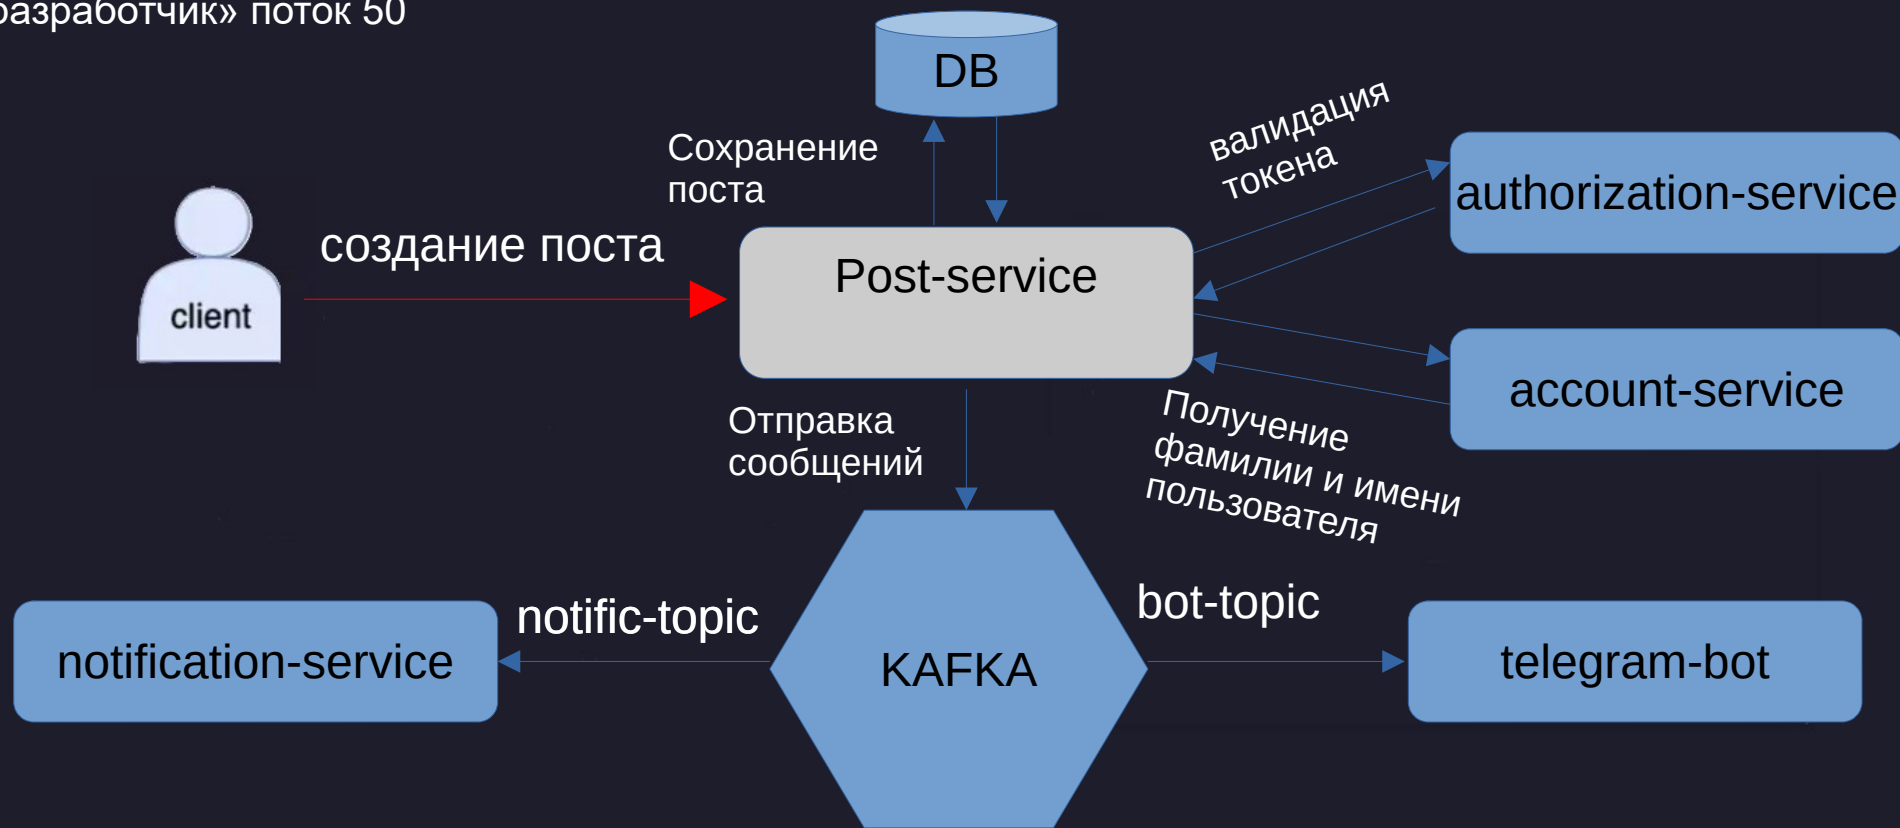 разработчик» поток 50
DB
Сохранение
поста
валидация
токена
authorization-service
создание поста
Post-service
client
account-service
Отправка
сообщений
Получение
фамилии и имени
пользователя
notific-topic
bot-topic
notification-service
KAFKA
telegram-bot